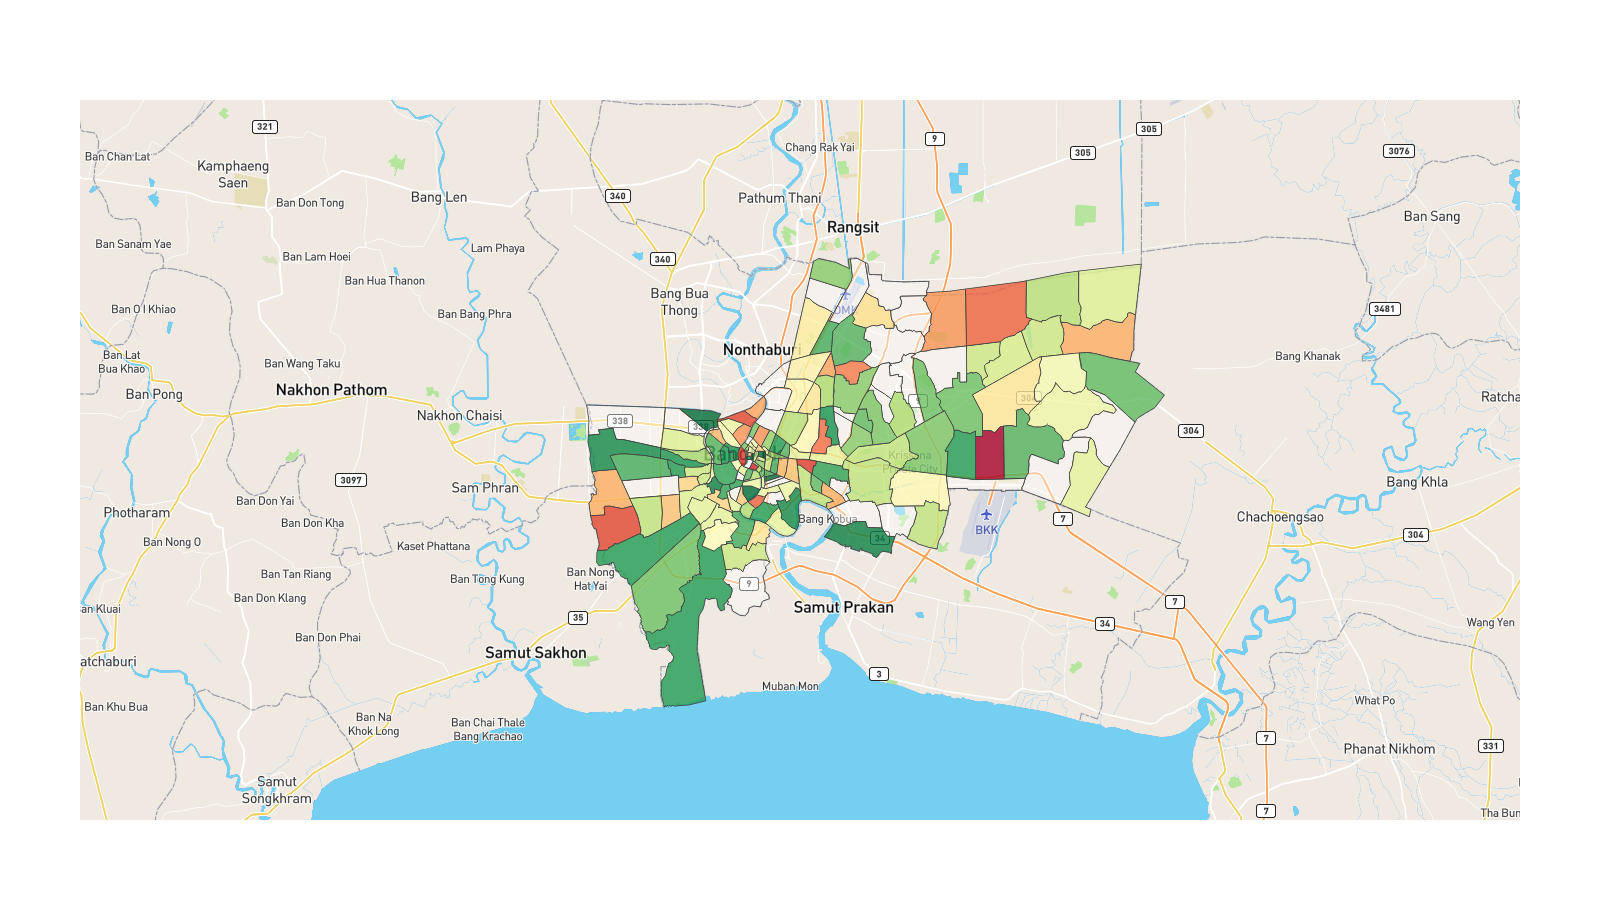 321
305
9
305
3076
Ban Chan Lat
Kamphaeng
Saen
Chang Rak Yai
Ban Don Tong
Bang Len
340
Pathum Thani
Ban Sang
Rangsit
Ban Sanam Yae
Lam Phaya
Ban Lam Hoei
340
Ban Hua Thanon
Bang Bua
Thong
Ban O I Khiao
Ban Bang Phra
3481
Nonthaburi
Ban Lat
Bua Khao
Ban Wang Taku
Bang Khanak
Nakhon Pathom
Ban Pong
Ratcha
Nakhon Chaisi
338
338
9
304
304
Krisana
City
3097
Sam Phran
Bang Khla
Ban Don Yai
Photharam
Ban Don Kha
Bang Kobua
BKK
7
Chachoengsao
Ban Nong O
34
304
Kaset Phattana
Ban Tan Riang
Ban Tong Kung
Ban Nong
Hat Yai
9
Ban Don Klang
an Kluai
Samut Prakan
7
35
34
Wang Yen
Ban Don Phai
Samut Sakhon
atchaburi
3
Muban Mon
What Po
Ban Khu Bua
Ban Na
Khok Long
Ban Chai Thale
Bang Krachao
7
Phanat Nikhom
331
Samut
Songkhram
7
Tha Bun